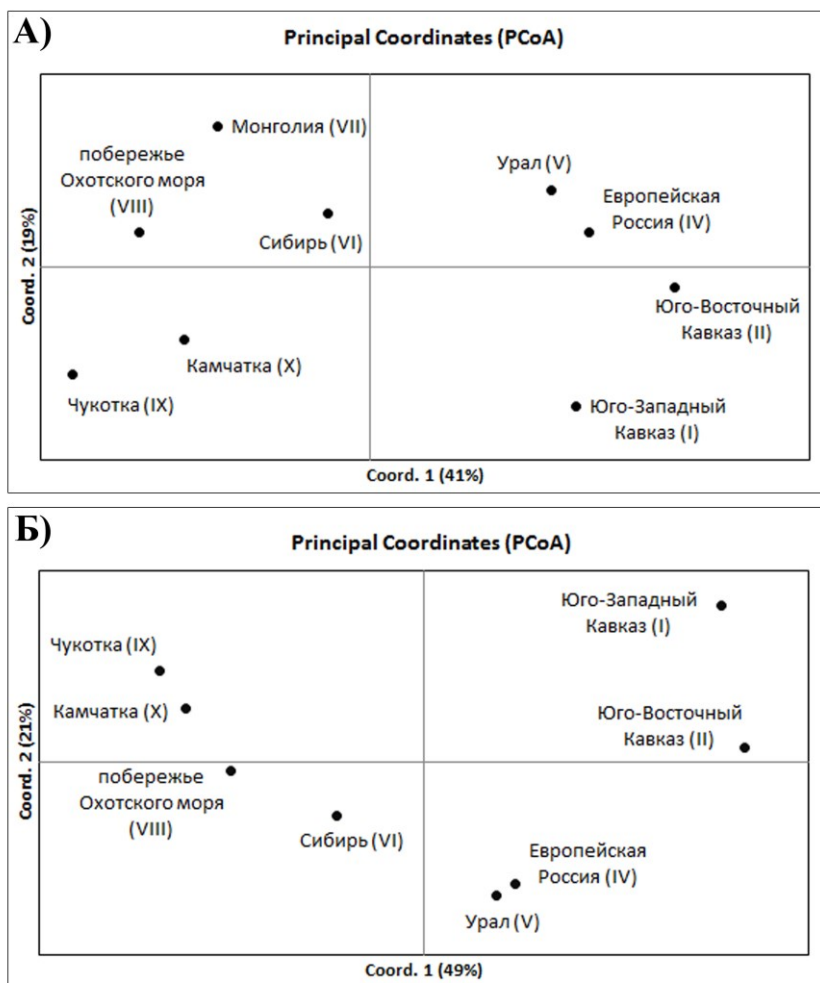 А)
Principal Coordinates (PCoA)
Монголия (VII)
побережье
Охотского моря
(VIII)
Урал (V)
Европейская
Россия (IV)
Сибирь (VI)
Coord. 2 (19%)
Юго-Восточный
Кавказ (II)
Камчатка (X)
Чукотка (IX)
Юго-Западный
Кавказ (I)
Coord. 1 (41%)
Б)
Principal Coordinates (PCoA)
Юго-Западный
Кавказ (I)
Чукотка (IX)
Камчатка (X)
Юго-Восточный
Кавказ (II)
Coord. 2 (21%)
побережье
Охотского моря
(VIII)
Сибирь (VI)
Европейская
Россия (IV)
Урал (V)
Coord. 1 (49%)